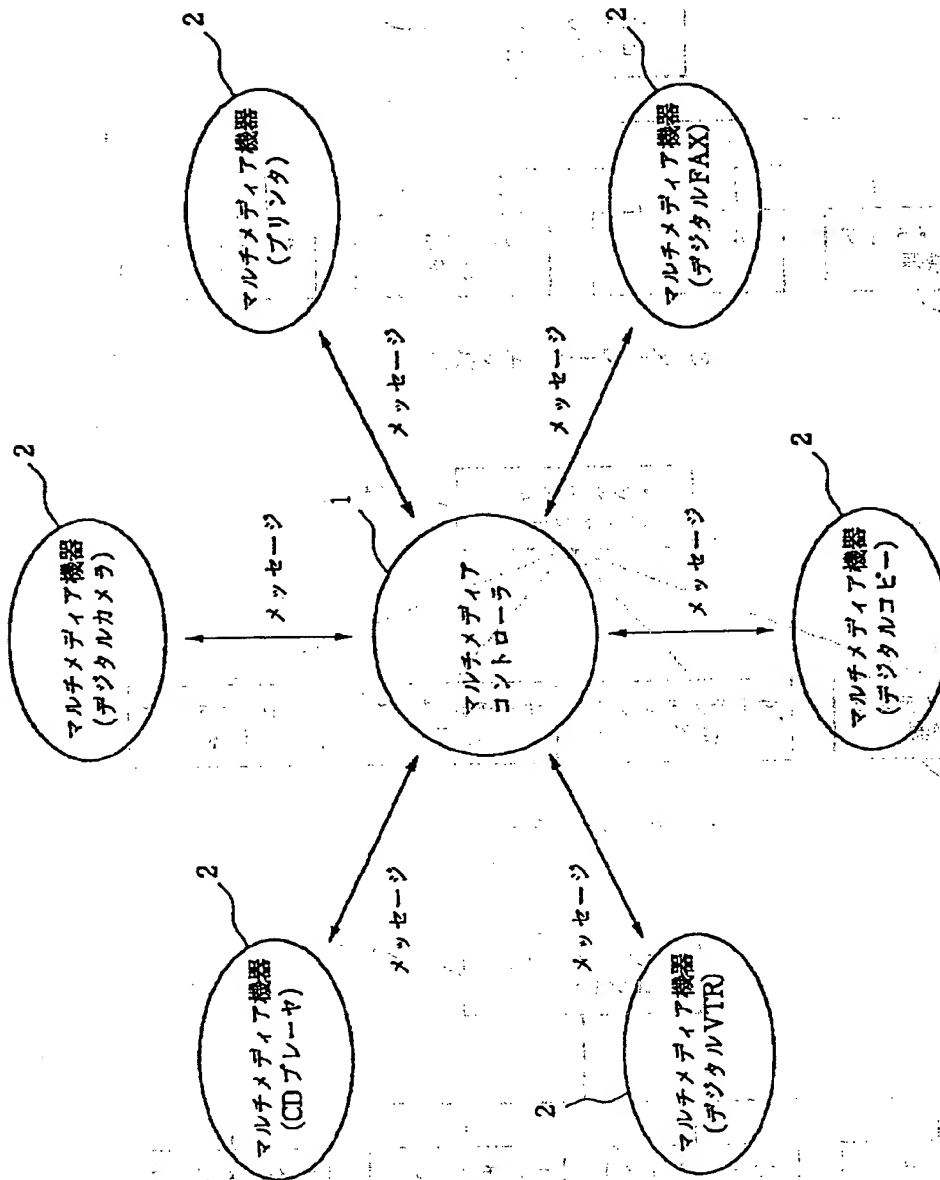 2
マルチメディア機器
(デジタルカメラ)
2
マルチメディア機器
(CDプレーヤ)
2
マルチメディア機器
(プリンタ)
メッセージ
メッセージ
メッセージ
1
マルチメディア
コントローラ
メッセージ
メッセージ
メッセージ
2
マルチメディア機器
(デジタルVTR)
2
マルチメディア機器
(デジタルFAX)
2
マルチメディア機器
(デジタルコピー)